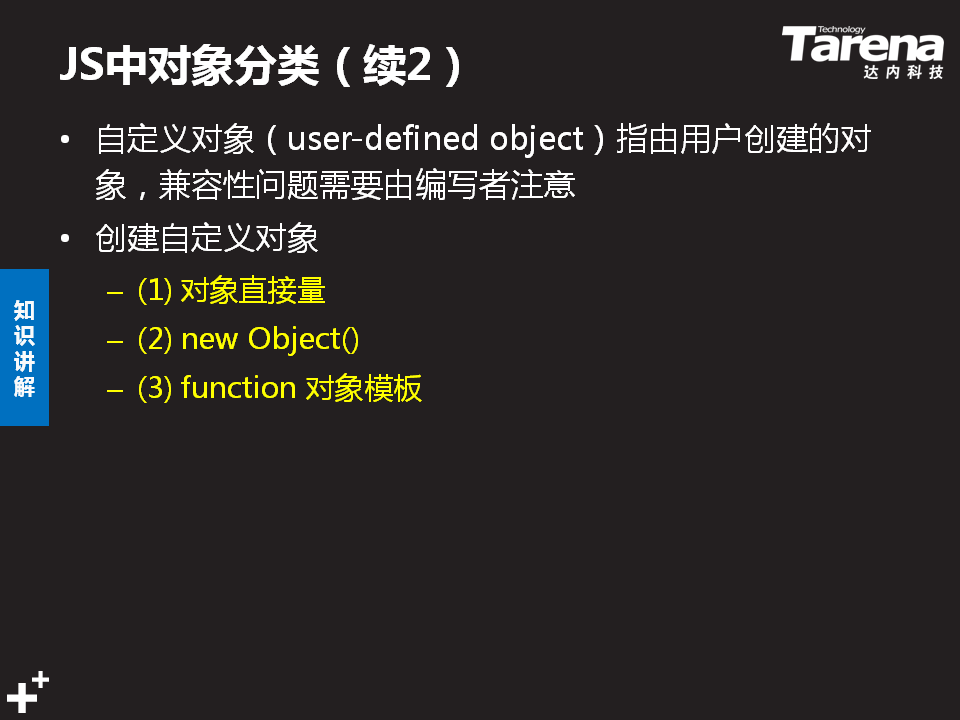 JS中对象分类（续2）
Technology
Tarena
达内科技
• 自定义对象（user-defined object）指由用户创建的对
象，兼容性问题需要由编写者注意
• 创建自定义对象
– (1) 对象直接量
– (2) new Object()
– (3) function 对象模板
知
识
讲
解